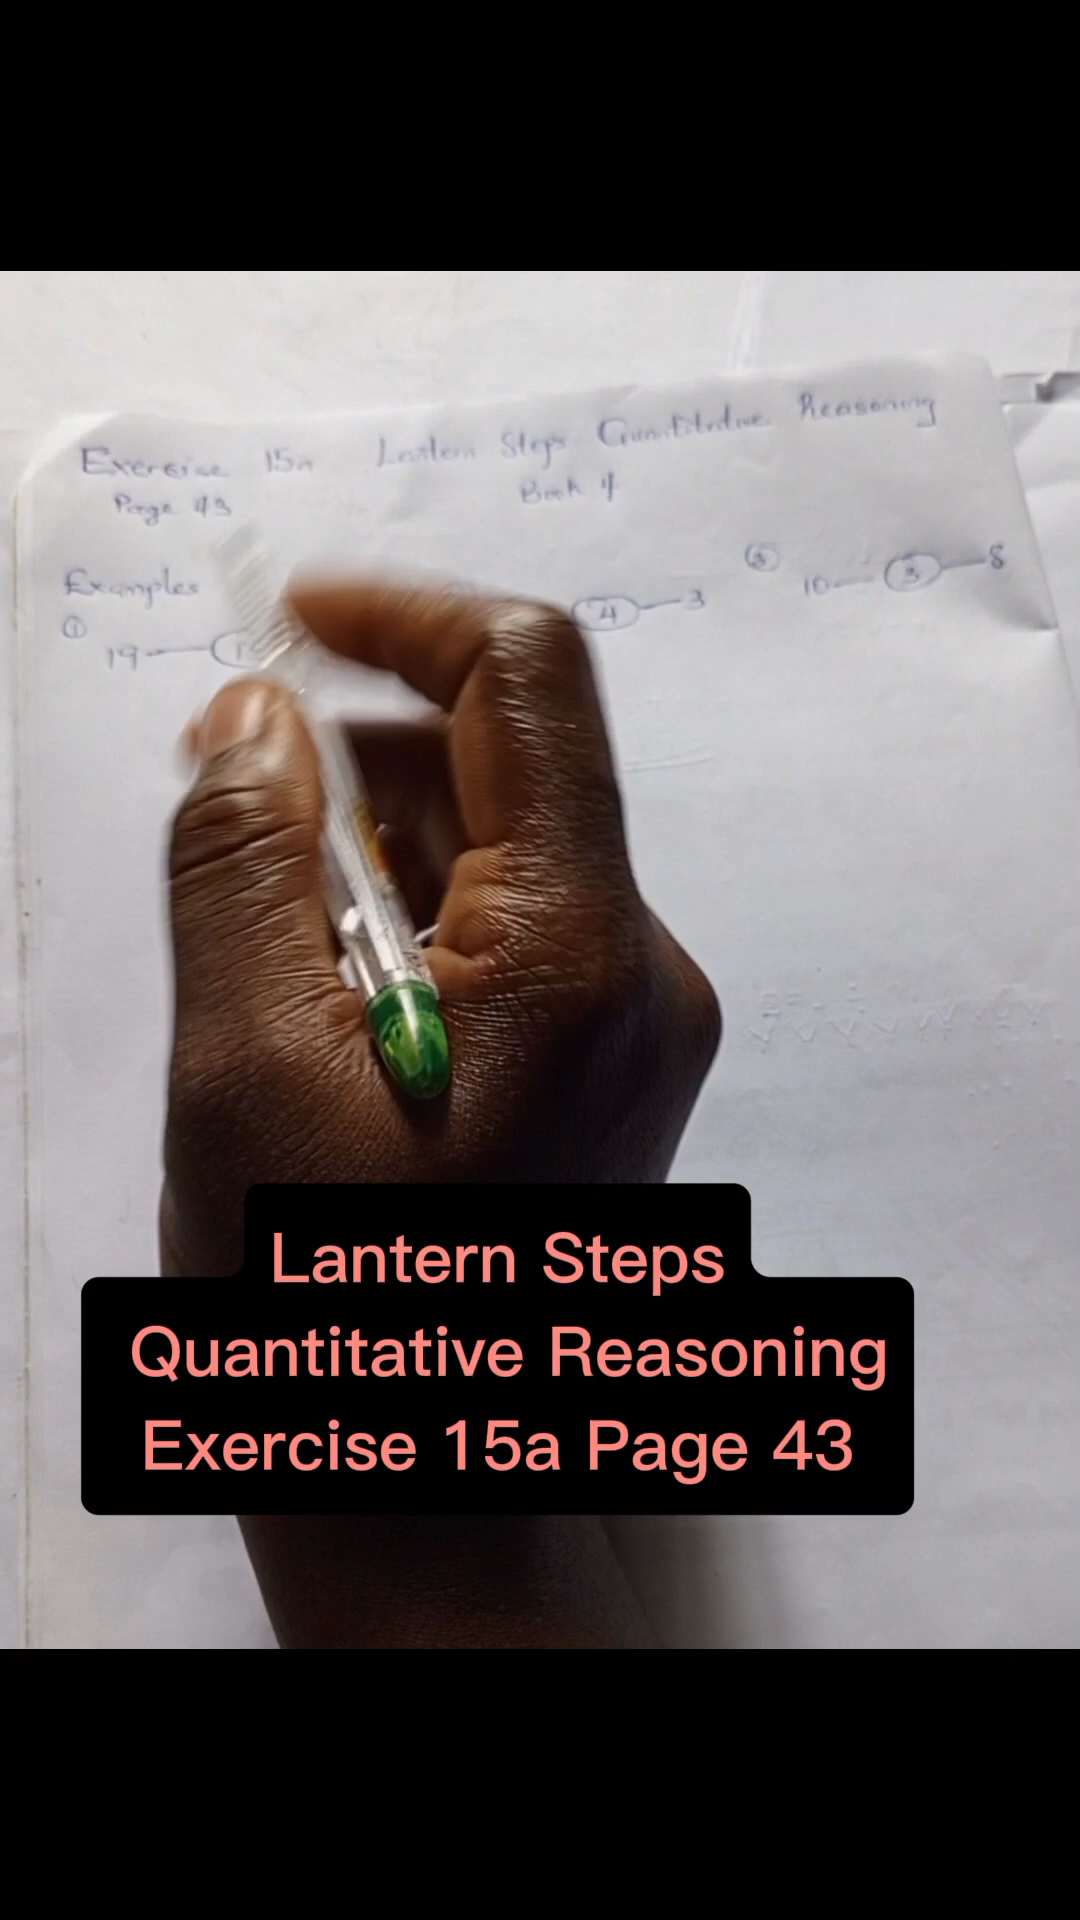 Exercise 15a Lantern Steps Quantitative Reasoning
Page 43 Book 4
Examples
①
19
4 3
③ 10 3 8
Lantern Steps
Quantitative Reasoning
Exercise 15a Page 43